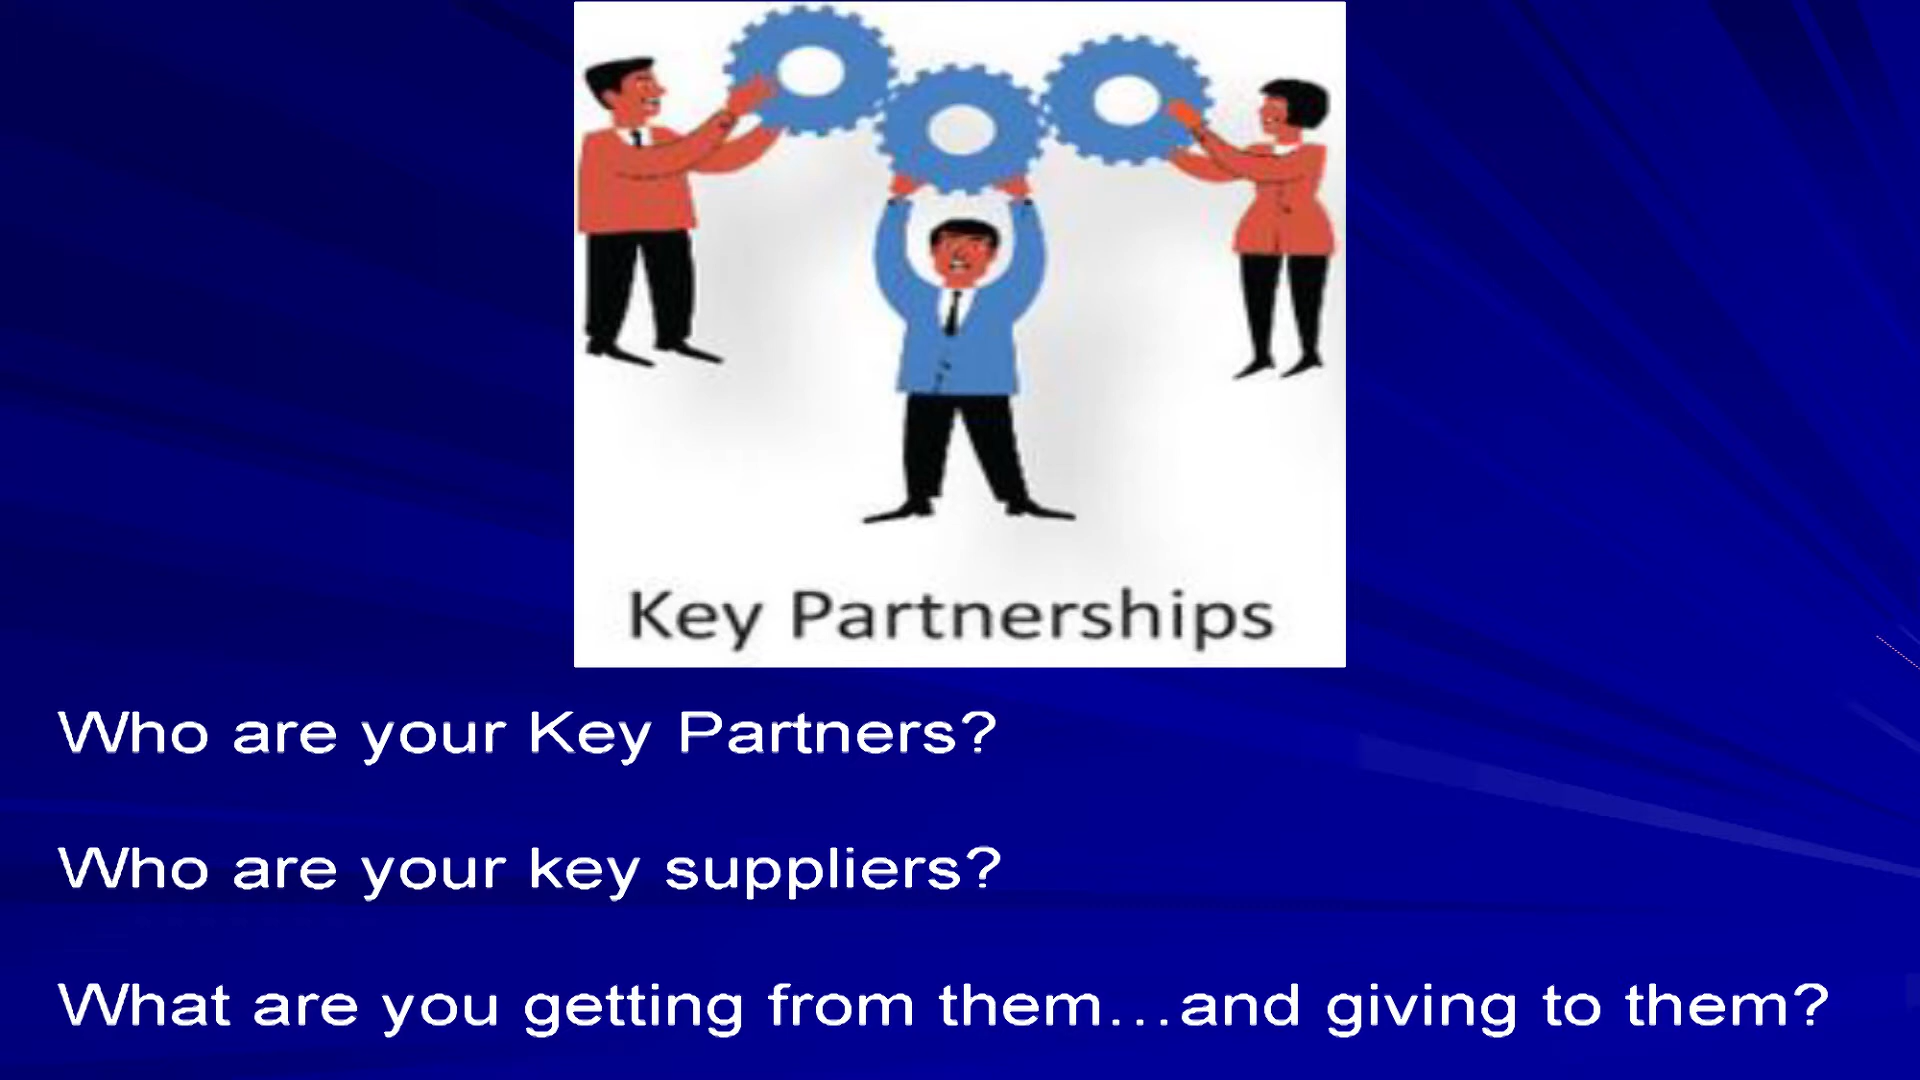 Key Partnerships
Who are your Key Partners?
Who are your key suppliers?
What are you getting from them...and giving to them?